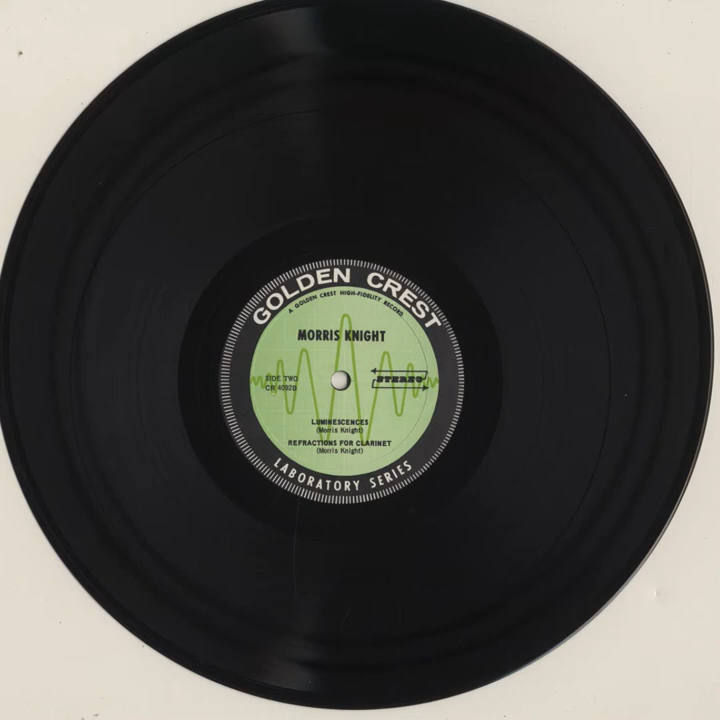 GOLDEN CREST
A GOLDEN CREST HIGH-FIDELITY RECORD
MORRIS KNIGHT
SIDE TWO
CR 4092B
STEREO
LUMINESCENCES
(Morris Knight)
REFRACTIONS FOR CLARINET
(Morris Knight)
LABORATORY SERIES